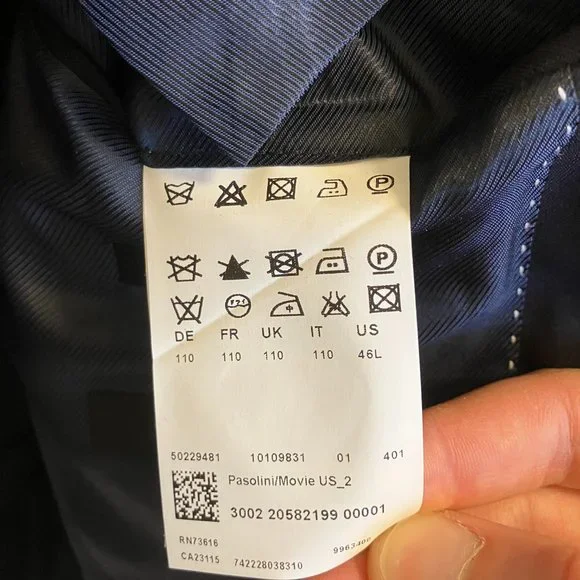 DE FR UK IT US
110 110 110 110 46L
50229481 10109831 01 401
Pasolini/Movie US_2
3002 20582199 00001
RN73616
CA23115 742228038310